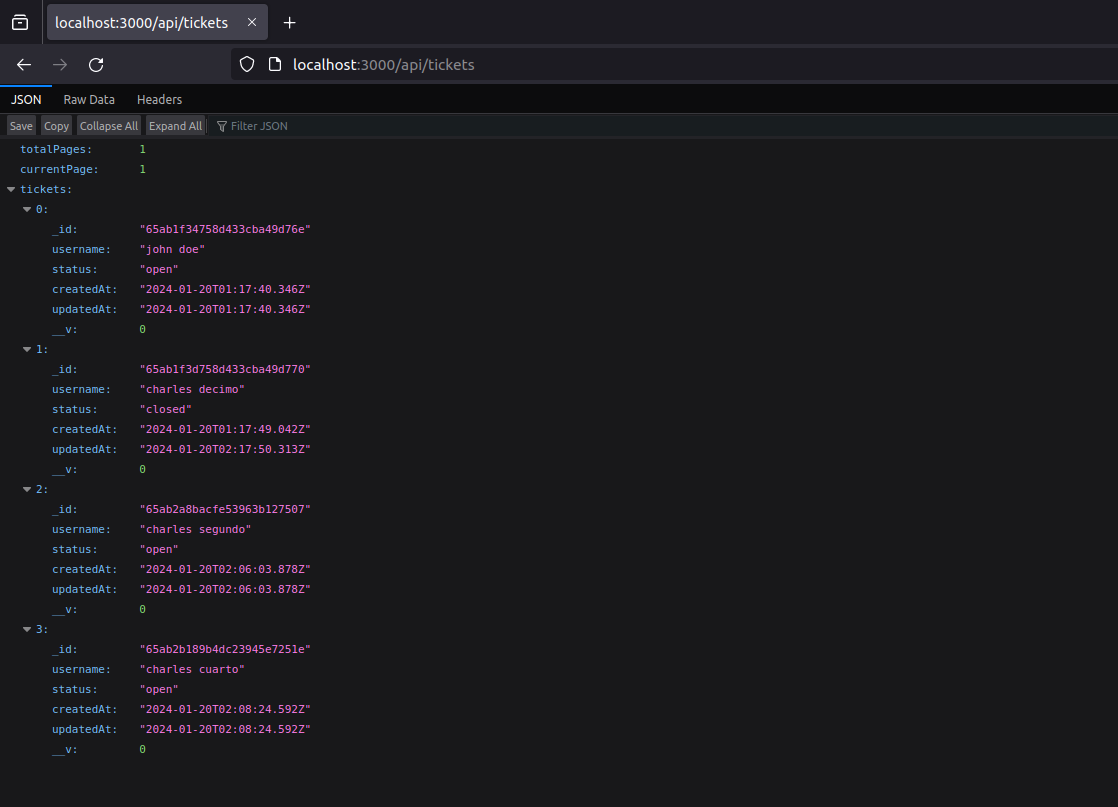 localhost:3000/api/tickets
localhost:3000/api/tickets
JSON Raw Data Headers
Save Copy Collapse All Expand All Filter JSON
totalPages: 1
currentPage: 1
tickets:
0:
_id: "65ab1f34758d433cba49d76e"
username: "john doe"
status: "open"
createdAt: "2024-01-20T01:17:40.346Z"
updatedAt: "2024-01-20T01:17:40.346Z"
__v: 0
1:
_id: "65ab1f3d758d433cba49d770"
username: "charles decimo"
status: "closed"
createdAt: "2024-01-20T01:17:49.042Z"
updatedAt: "2024-01-20T02:17:50.313Z"
__v: 0
2:
_id: "65ab2a8bacfe53963b127507"
username: "charles segundo"
status: "open"
createdAt: "2024-01-20T02:06:03.878Z"
updatedAt: "2024-01-20T02:06:03.878Z"
__v: 0
3:
_id: "65ab2b189b4dc23945e7251e"
username: "charles cuarto"
status: "open"
createdAt: "2024-01-20T02:08:24.592Z"
updatedAt: "2024-01-20T02:08:24.592Z"
__v: 0